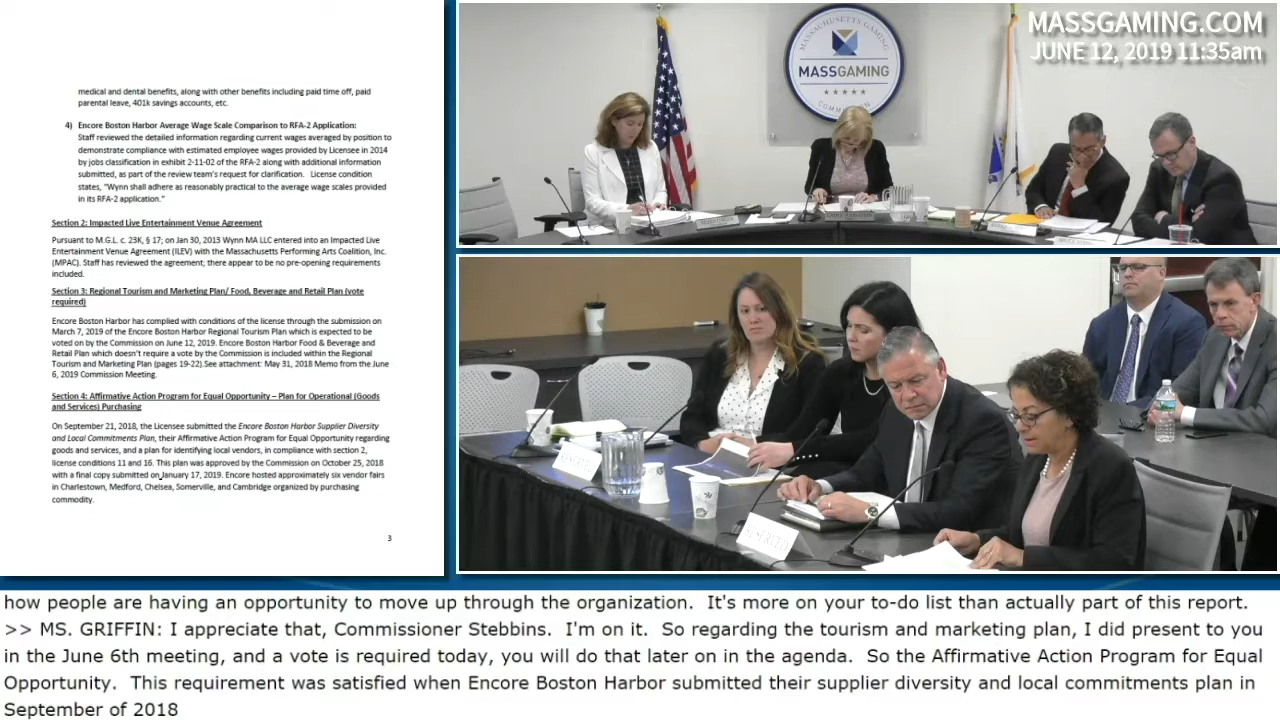 medical and dental benefits, along with other benefits including paid time off, paid
parental leave, 401k savings accounts, etc.
4) Encore Boston Harbor Average Wage Scale Comparison to RFA-2 Application:
Staff reviewed the detailed information regarding current wages averaged by position to
demonstrate compliance with estimated employee wages provided by Licensee in 2014
by jobs classification in exhibit 2-11-02 of the RFA-2 along with additional information
submitted, as part of the review team's request for clarification. License condition
states, "Wynn shall adhere as reasonably practical to the average wage scales provided
in its RFA-2 application."
Section 2: Impacted Live Entertainment Venue Agreement
Pursuant to M.G.L. c. 23K, § 17; on Jan 30, 2013 Wynn MA LLC entered into an Impacted Live
Entertainment Venue Agreement (ILEV) with the Massachusetts Performing Arts Coalition, Inc.
(MPAC). Staff has reviewed the agreement; there appear to be no pre-opening requirements
included.
Section 3: Regional Tourism and Marketing Plan/ Food, Beverage and Retail Plan (vote
required)
Encore Boston Harbor has complied with conditions of the license through the submission on
March 7, 2019 of the Encore Boston Harbor Regional Tourism Plan which is expected to be
voted on by the Commission on June 12, 2019. Encore Boston Harbor Food & Beverage and
Retail Plan which doesn't require a vote by the Commission is included within the Regional
Tourism and Marketing Plan (pages 19-22).See attachment: May 31, 2018 Memo from the June
6, 2019 Commission Meeting.
Section 4: Affirmative Action Program for Equal Opportunity – Plan for Operational (Goods
and Services) Purchasing
On September 21, 2018, the Licensee submitted the Encore Boston Harbor Supplier Diversity
and Local Commitments Plan, their Affirmative Action Program for Equal Opportunity regarding
goods and services, and a plan for identifying local vendors, in compliance with section 2,
license conditions 11 and 16. This plan was approved by the Commission on October 25, 2018
with a final copy submitted on January 17, 2019. Encore hosted approximately six vendor fairs
in Charlestown, Medford, Chelsea, Somerville, and Cambridge organized by purchasing
commodity.
3
MASSGAMING.COM
JUNE 12, 2019 11:35am
MASSACHUSETTS GAMING
MASSGAMING
COMMISSION
RESERVED
RESERVED
how people are having an opportunity to move up through the organization. It's more on your to-do list than actually part of this report.
>> MS. GRIFFIN: I appreciate that, Commissioner Stebbins. I'm on it. So regarding the tourism and marketing plan, I did present to you
in the June 6th meeting, and a vote is required today, you will do that later on in the agenda. So the Affirmative Action Program for Equal
Opportunity. This requirement was satisfied when Encore Boston Harbor submitted their supplier diversity and local commitments plan in
September of 2018